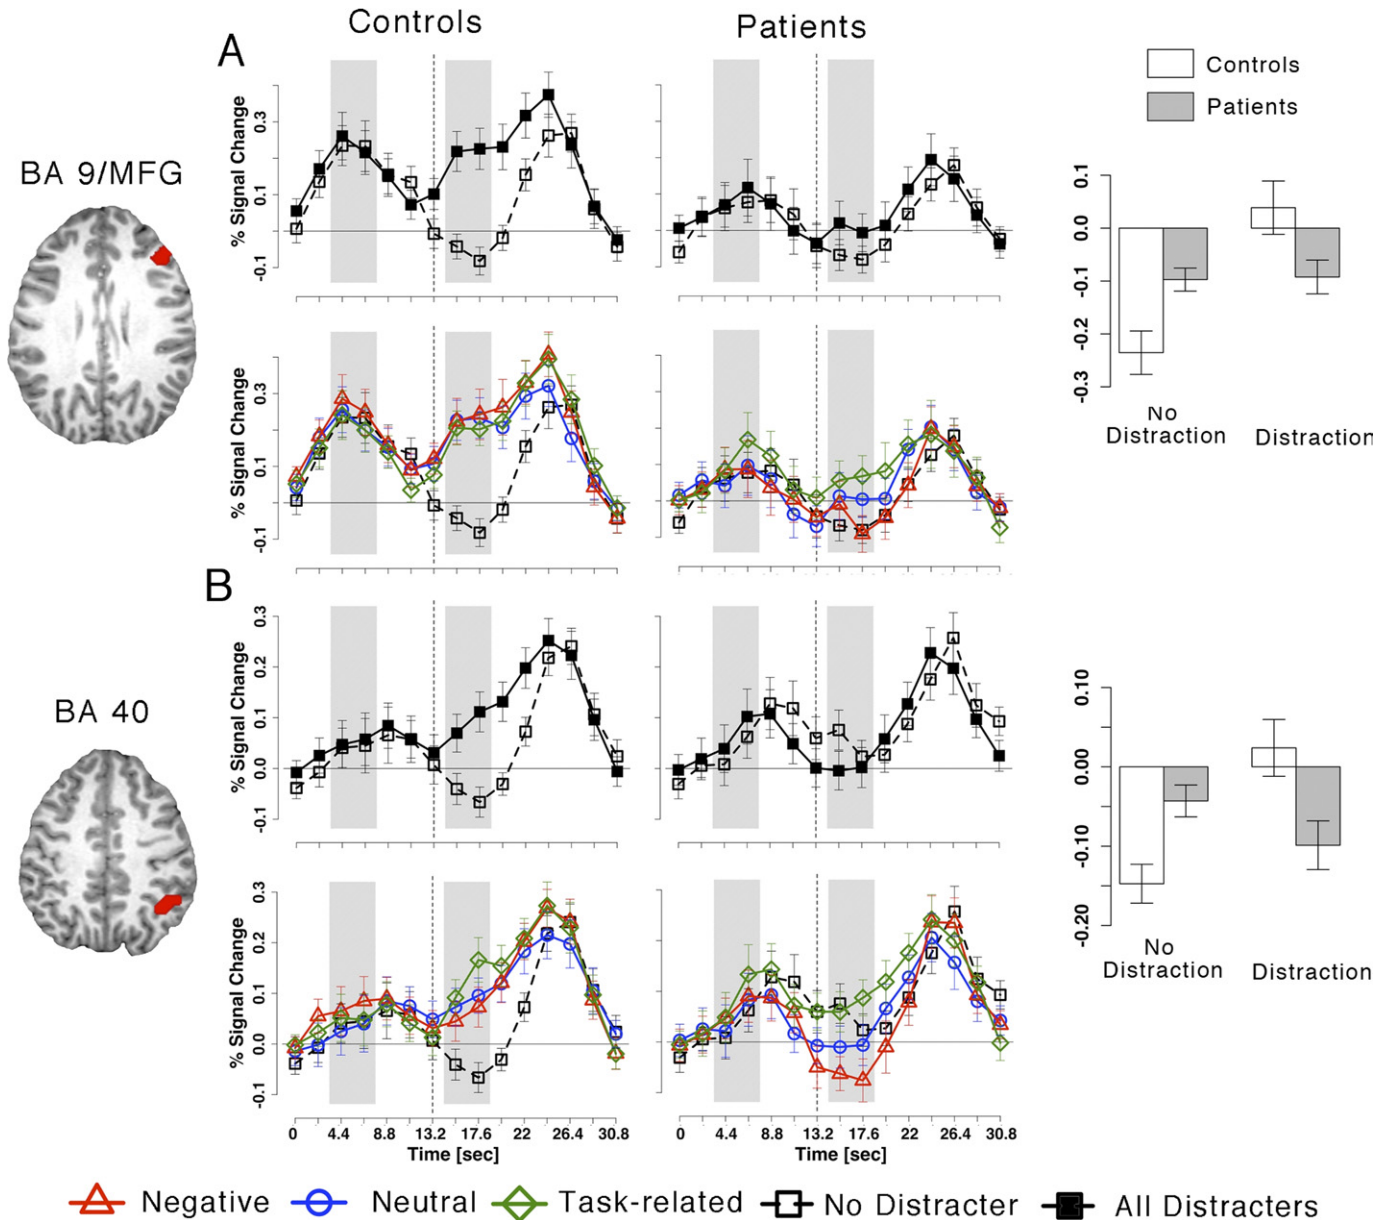 Controls
Patients
A
Controls
Patients
BA 9/MFG
% Signal Change
0.3
0.1
-0.1
% Signal Change
0.3
0.1
-0.1
0.1
0.0
-0.1
-0.2
-0.3
No
Distraction
Distraction
B
BA 40
% Signal Change
0.3
0.2
0.1
0.0
-0.1
% Signal Change
0.3
0.2
0.1
0.0
-0.1
0.10
0.00
-0.10
-0.20
No
Distraction
Distraction
0 4.4 8.8 13.2 17.6 22 26.4 30.8
Time [sec]
0 4.4 8.8 13.2 17.6 22 26.4 30.8
Time [sec]
Negative Neutral Task-related No Distracter All Distracters